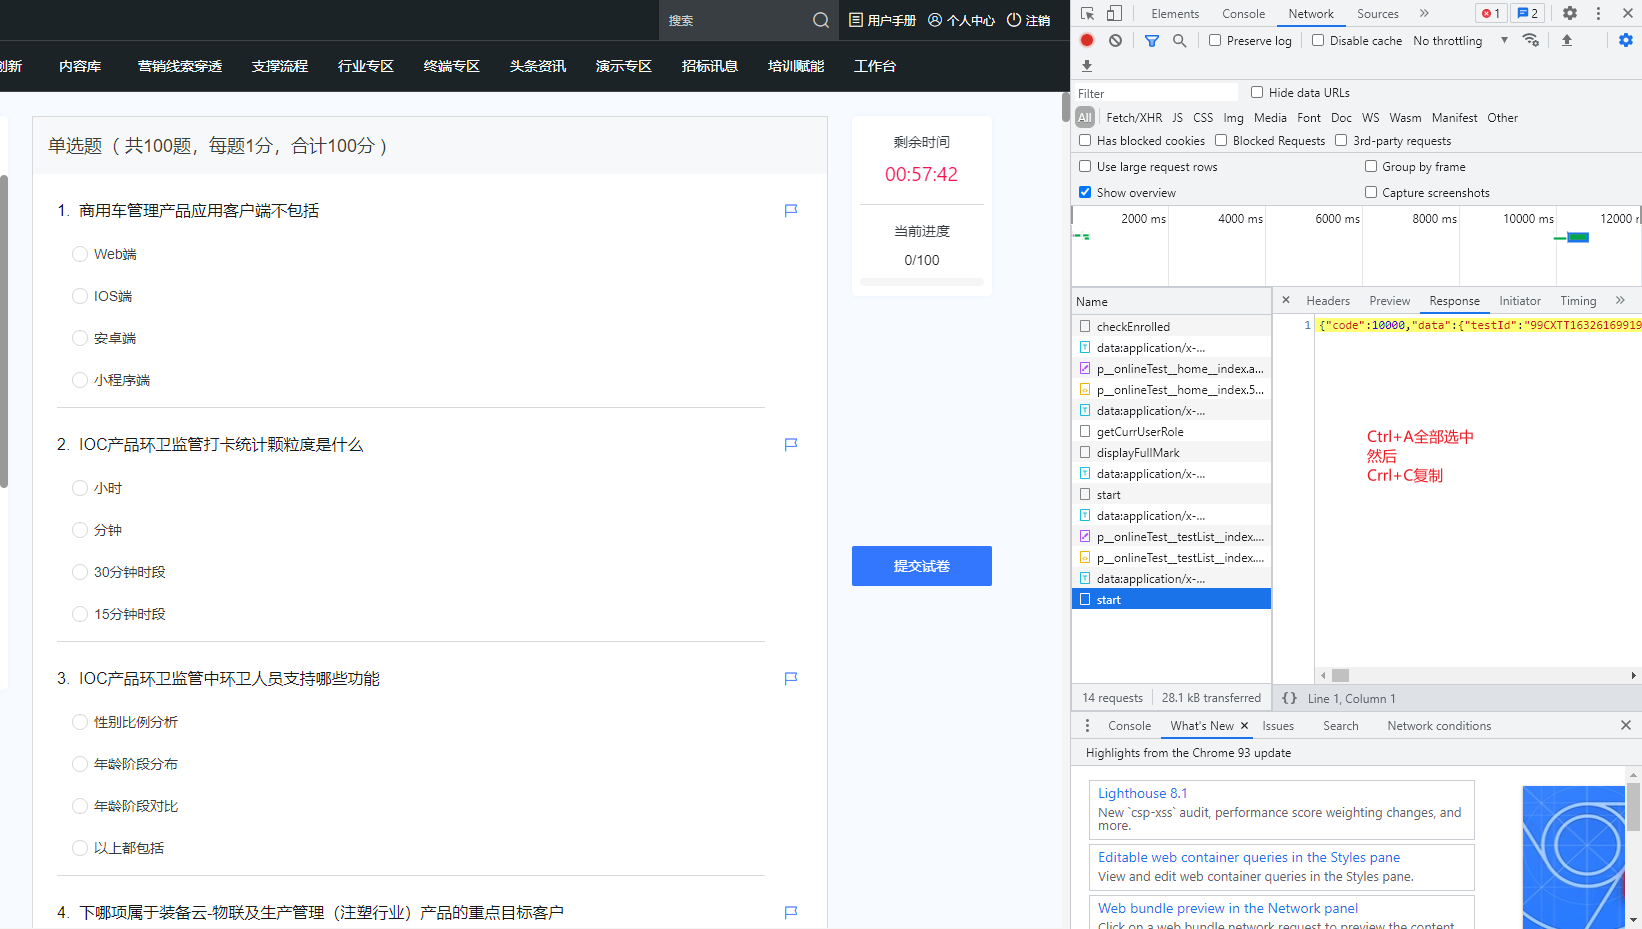 搜索
用户手册
个人中心
注销
创新
内容库
营销线索穿透
支撑流程
行业专区
终端专区
头条资讯
演示专区
招标讯息
培训赋能
工作台
单选题（ 共100题，每题1分，合计100分 ）
1. 商用车管理产品应用客户端不包括
Web端
IOS端
安卓端
小程序端
2. IOC产品环卫监管打卡统计颗粒度是什么
小时
分钟
30分钟时段
15分钟时段
3. IOC产品环卫监管中环卫人员支持哪些功能
性别比例分析
年龄阶段分布
年龄阶段对比
以上都包括
4. 下哪项属于装备云-物联及生产管理（注塑行业）产品的重点目标客户
剩余时间
00:57:42
当前进度
0/100
提交试卷
Elements Console Network Sources » 1 2
Preserve log Disable cache No throttling
Filter
Hide data URLs
All Fetch/XHR JS CSS Img Media Font Doc WS Wasm Manifest Other
Has blocked cookies Blocked Requests 3rd-party requests
Use large request rows
Group by frame
Show overview
Capture screenshots
2000 ms 4000 ms 6000 ms 8000 ms 10000 ms 12000 r
Name
checkEnrolled
data:application/x-...
p__onlineTest__home__index.a...
p__onlineTest__home__index.5...
data:application/x-...
getCurrUserRole
displayFullMark
data:application/x-...
start
data:application/x-...
p__onlineTest__testList__index....
p__onlineTest__testList__index....
data:application/x-...
start
14 requests 28.1 kB transferred
× Headers Preview Response Initiator Timing »
1 {"code":10000,"data":{"testId":"99CXTT16326169919
Ctrl+A全部选中
然后
Crrl+C复制
{} Line 1, Column 1
Console What's New × Issues Search Network conditions
Highlights from the Chrome 93 update
Lighthouse 8.1
New `csp-xss` audit, performance score weighting changes, and
more.
Editable web container queries in the Styles pane
View and edit web container queries in the Styles pane.
Web bundle preview in the Network panel
Click on a web bundle network request to preview the content